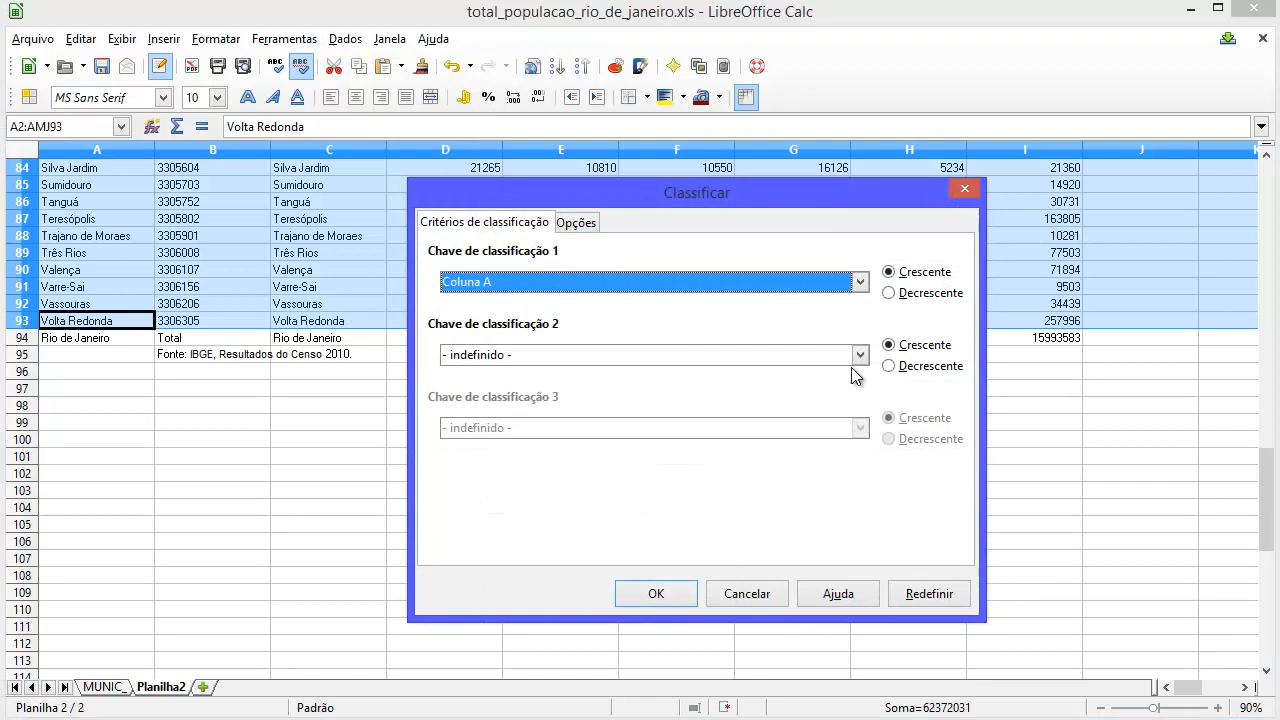 total_populacao_rio_de_janeiro.xls - LibreOffice Calc
Arquivo Editar Exibir Inserir Formatar Ferramentas Dados Janela Ajuda
MS Sans Serif 10
A2:AMJ93 Volta Redonda
A B C D E F G H I J
84 Silva Jardim 3305604 Silva Jardim 21265 10810 10550 16126 5234 21360
85 Sumidouro 3305703 Sumidouro 14920
86 Tanguá 3305752 Tanguá 30731
87 Teresópolis 3305802 Teresópolis 163805
88 Trajano de Moraes 3305901 Trajano de Moraes 10281
89 Três Rios 3306008 Três Rios 77503
90 Valença 3306107 Valença 71894
91 Varre-Sai 3306156 Varre-Sai 9503
92 Vassouras 3306206 Vassouras 34439
93 Volta Redonda 3306305 Volta Redonda 257996
94 Rio de Janeiro Total Rio de Janeiro 15993583
95 Fonte: IBGE, Resultados do Censo 2010.
96
97
98
99
100
101
102
103
104
105
106
107
108
109
110
111
112
113
114
Classificar
Critérios de classificação Opções
Chave de classificação 1
Coluna A
Crescente
Decrescente
Chave de classificação 2
- indefinido -
Crescente
Decrescente
Chave de classificação 3
- indefinido -
Crescente
Decrescente
OK Cancelar Ajuda Redefinir
MUNIC_ Planilha2
Planilha 2 / 2 Padrão Soma=62372031 90%